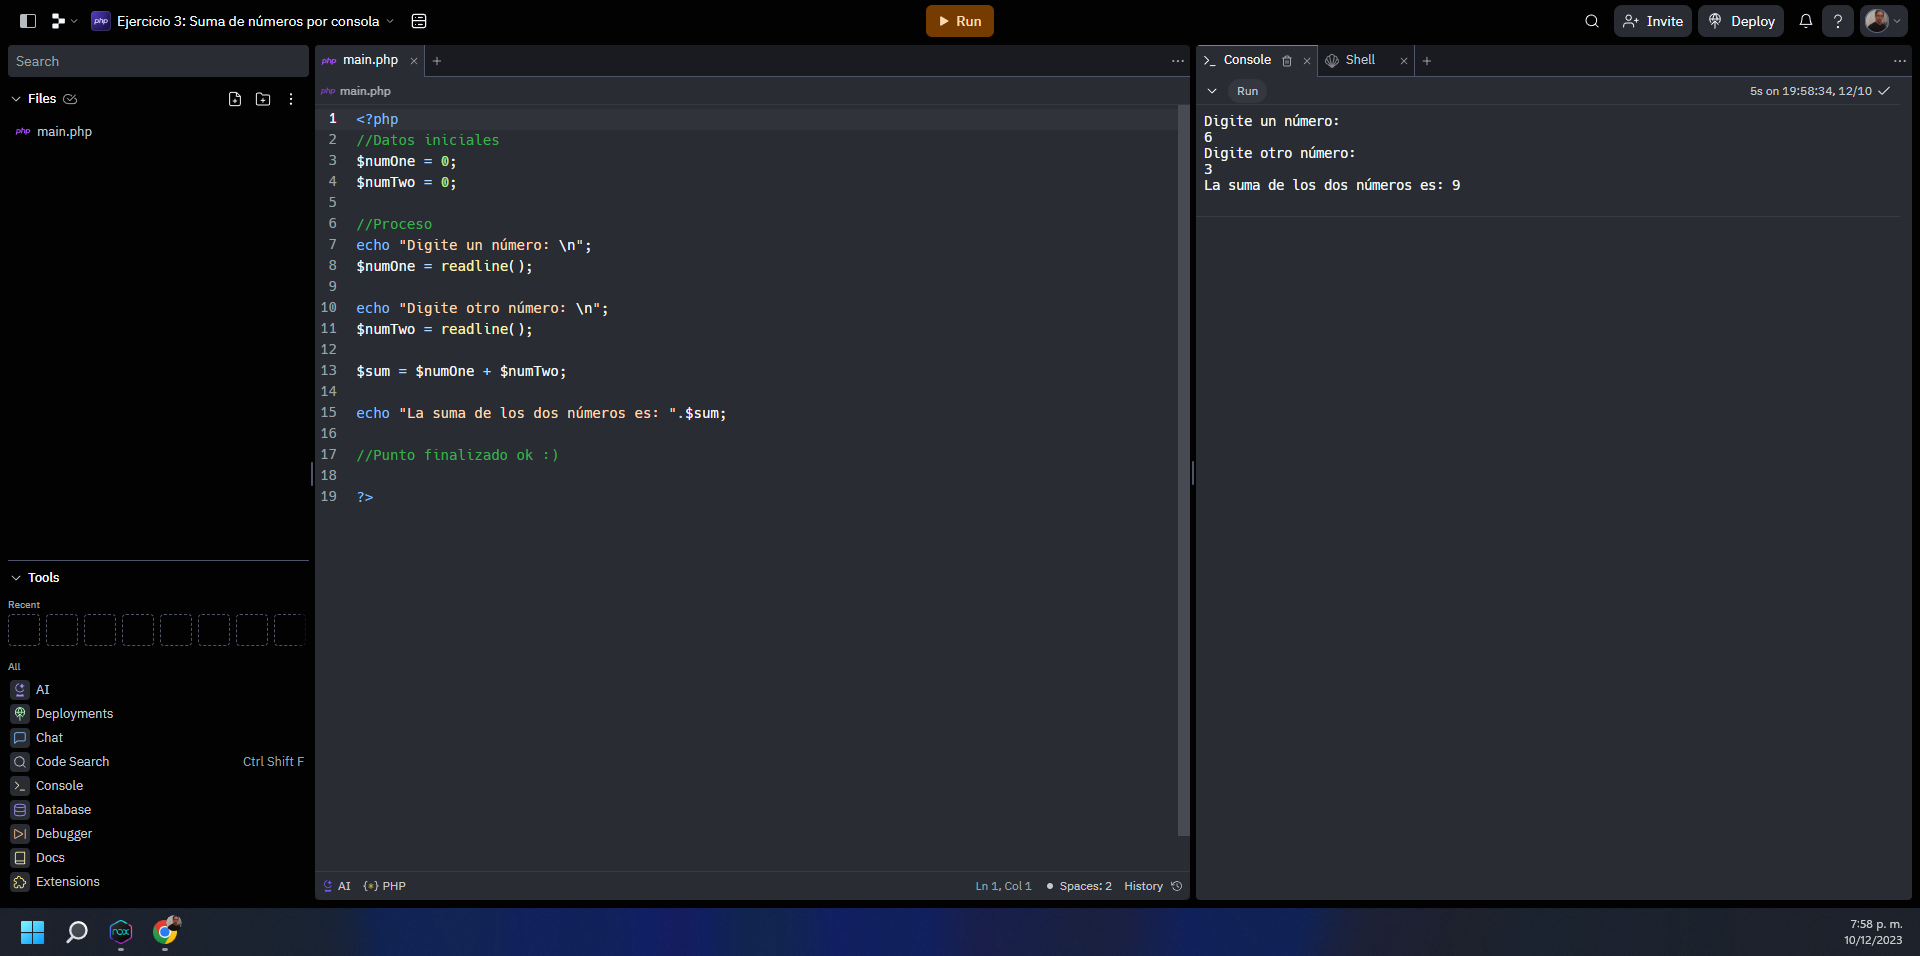 php Ejercicio 3: Suma de números por consola
Run
Invite
Deploy
?
Search
Files
php main.php
Tools
Recent
All
AI
Deployments
Chat
Code Search Ctrl Shift F
Console
Database
Debugger
Docs
Extensions
php main.php × +
php main.php
1 <?php
2 //Datos iniciales
3 $numOne = 0;
4 $numTwo = 0;
5
6 //Proceso
7 echo "Digite un número: \n";
8 $numOne = readline();
9
10 echo "Digite otro número: \n";
11 $numTwo = readline();
12
13 $sum = $numOne + $numTwo;
14
15 echo "La suma de los dos números es: ".$sum;
16
17 //Punto finalizado ok :)
18
19 ?>
AI {} PHP
Ln 1, Col 1 ● Spaces: 2 History
>_ Console × Shell × +
Run 5s on 19:58:34, 12/10
Digite un número:
6
Digite otro número:
3
La suma de los dos números es: 9
nox
7:58 p. m.
10/12/2023